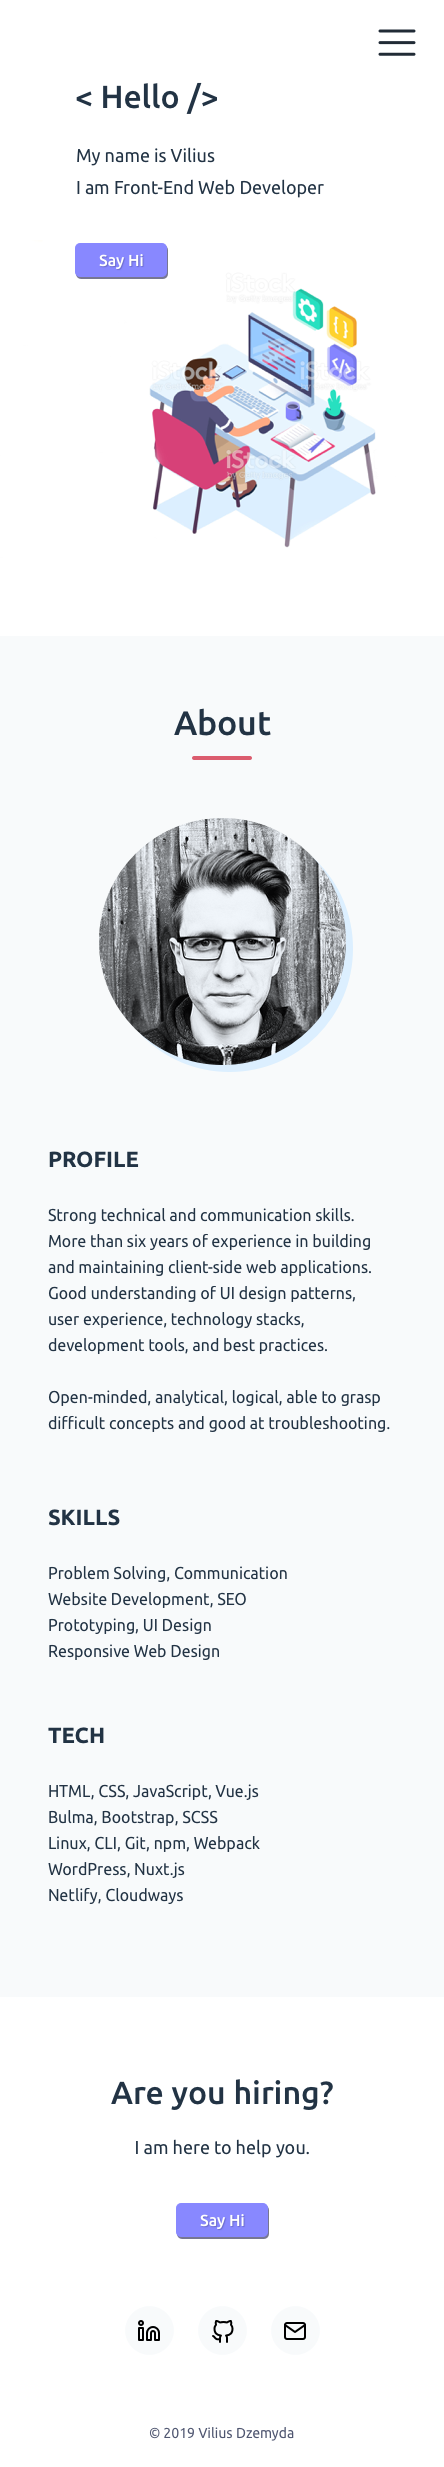 < Hello />
My name is Vilius
I am Front-End Web Developer
Say Hi
iStock
iStock
iStock
iStock
About
PROFILE
Strong technical and communication skills.
More than six years of experience in building
and maintaining client-side web applications.
Good understanding of UI design patterns,
user experience, technology stacks,
development tools, and best practices.
Open-minded, analytical, logical, able to grasp
difficult concepts and good at troubleshooting.
SKILLS
Problem Solving, Communication
Website Development, SEO
Prototyping, UI Design
Responsive Web Design
TECH
HTML, CSS, JavaScript, Vue.js
Bulma, Bootstrap, SCSS
Linux, CLI, Git, npm, Webpack
WordPress, Nuxt.js
Netlify, Cloudways
Are you hiring?
I am here to help you.
Say Hi
in
© 2019 Vilius Dzemyda